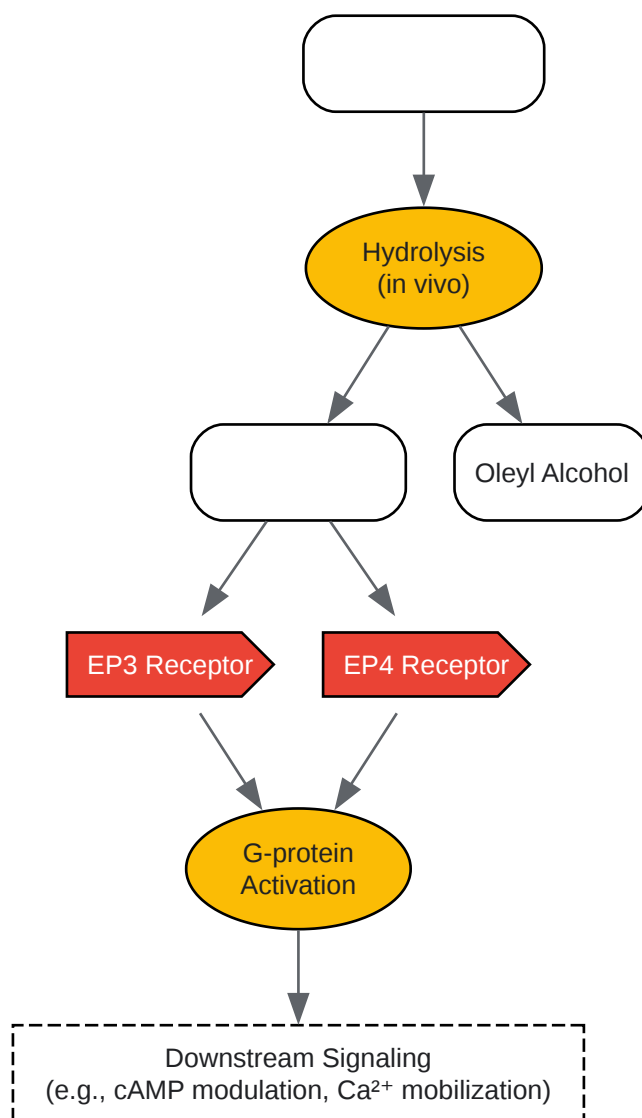 Hydrolysis
(in vivo)
Oleyl Alcohol
EP3 Receptor
EP4 Receptor
G-protein
Activation
Downstream Signaling
(e.g., cAMP modulation, Ca²⁺ mobilization)